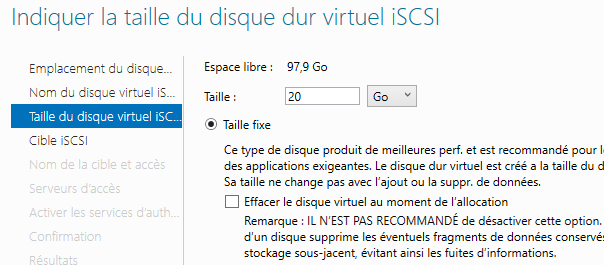 Indiquer la taille du disque dur virtuel iSCSI
Emplacement du disque...
Nom du disque virtuel iS...
Taille du disque virtuel iSC...
Cible iSCSI
Nom de la cible et accès
Serveurs d'accès
Activer les services d'auth...
Confirmation
Résultats
Espace libre : 97,9 Go
Taille : 20 Go
Taille fixe
Ce type de disque produit de meilleures perf. et est recommandé pour l
des applications exigeantes. Le disque dur virtuel est créé a la taille du d
Sa taille ne change pas avec l'ajout ou la suppr. de données.
Effacer le disque virtuel au moment de l'allocation
Remarque : IL N'EST PAS RECOMMANDÉ de désactiver cette option.
d'un disque supprime les éventuels fragments de données conservés
stockage sous-jacent, évitant ainsi les fuites d'informations.